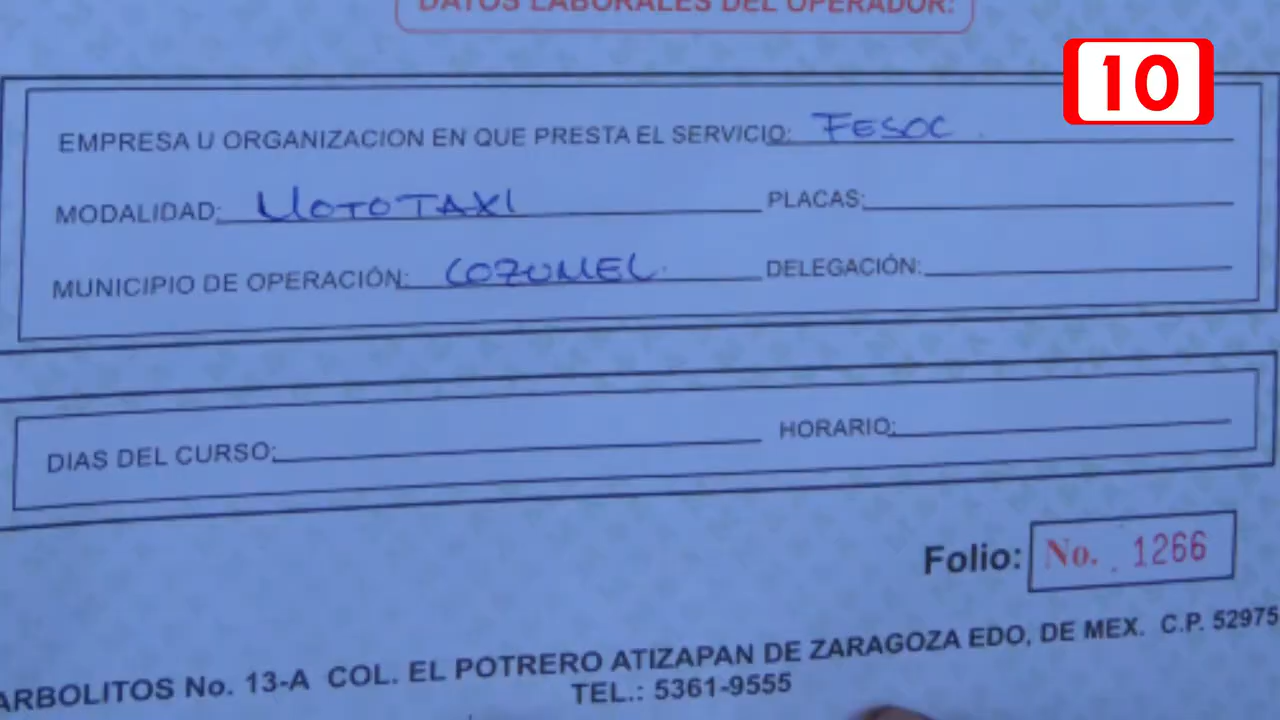 DATOS LABORALES DEL OPERADOR:
10
EMPRESA U ORGANIZACION EN QUE PRESTA EL SERVICIO: FESOC
MODALIDAD: MOTOTAXI PLACAS:
MUNICIPIO DE OPERACIÓN: COZUMEL. DELEGACIÓN:
DIAS DEL CURSO: HORARIO:
Folio: No. 1266
ARBOLITOS No. 13-A COL. EL POTRERO ATIZAPAN DE ZARAGOZA EDO, DE MEX. C.P. 52975
TEL.: 5361-9555